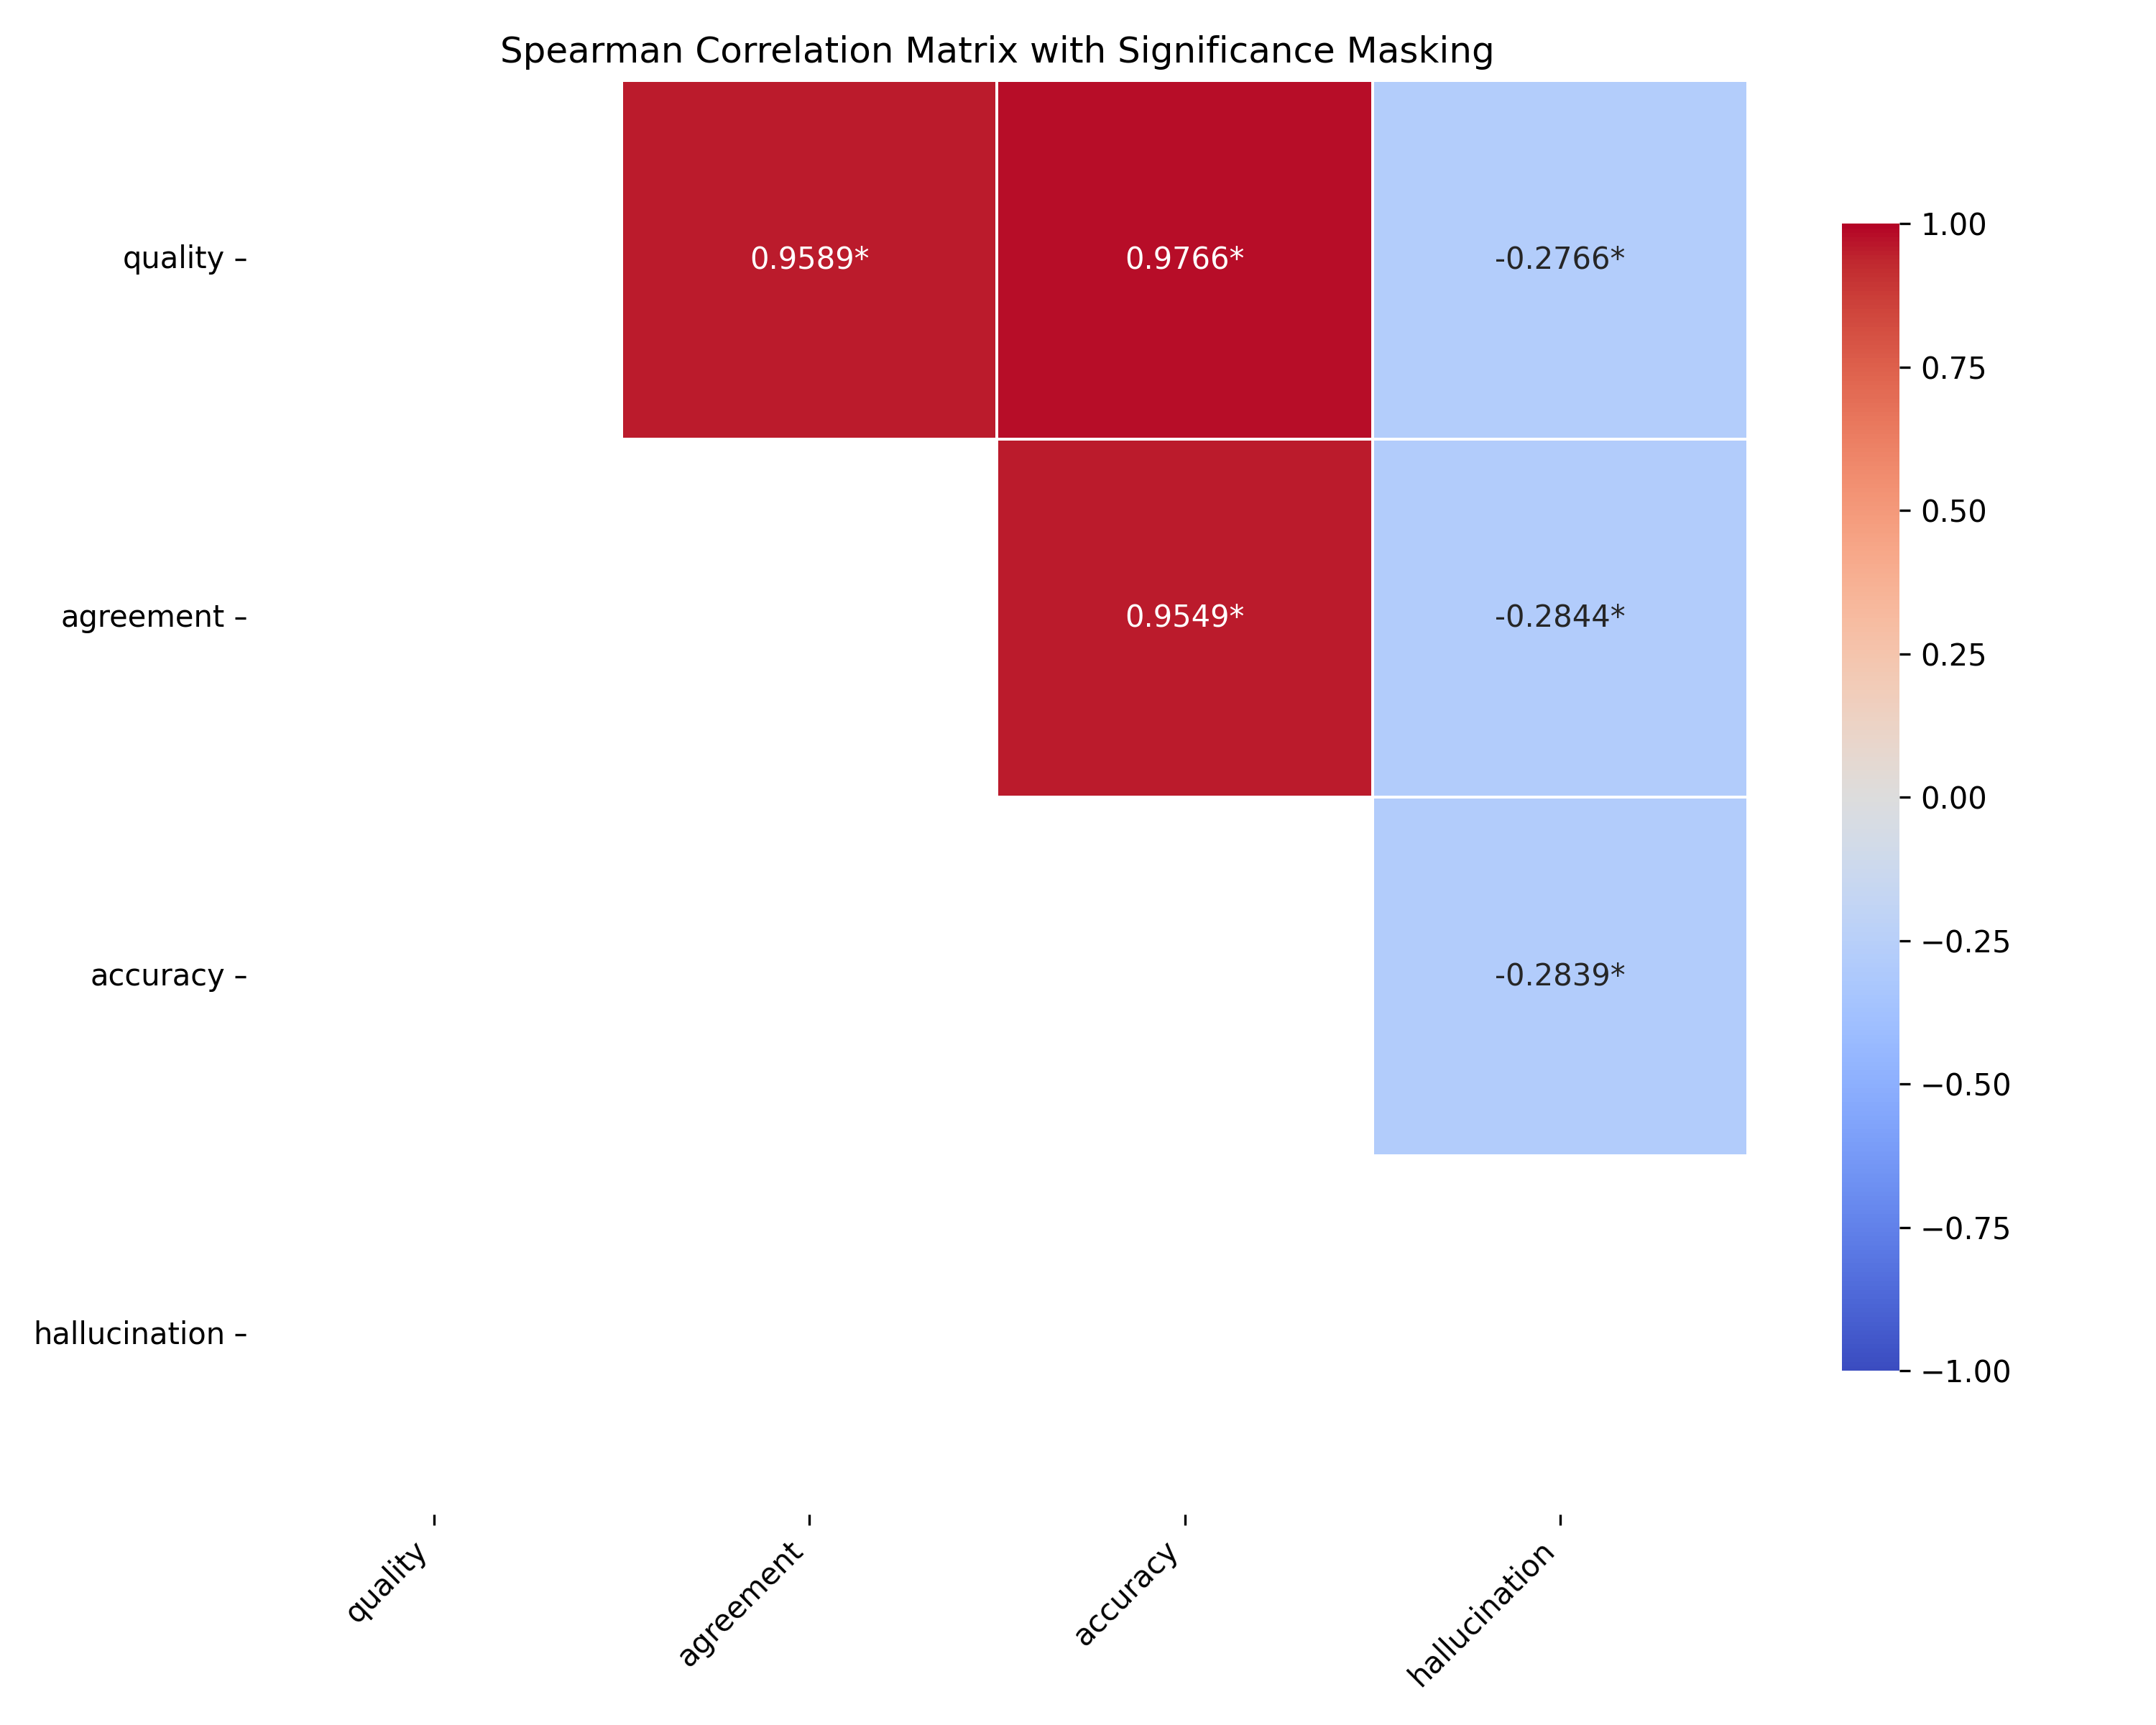 Spearman Correlation Matrix with Significance Masking
quality
0.9589* 0.9766* -0.2766*
agreement
0.9549* -0.2844*
accuracy
-0.2839*
hallucination
quality
agreement
accuracy
hallucination
1.00
0.75
0.50
0.25
0.00
−0.25
−0.50
−0.75
−1.00